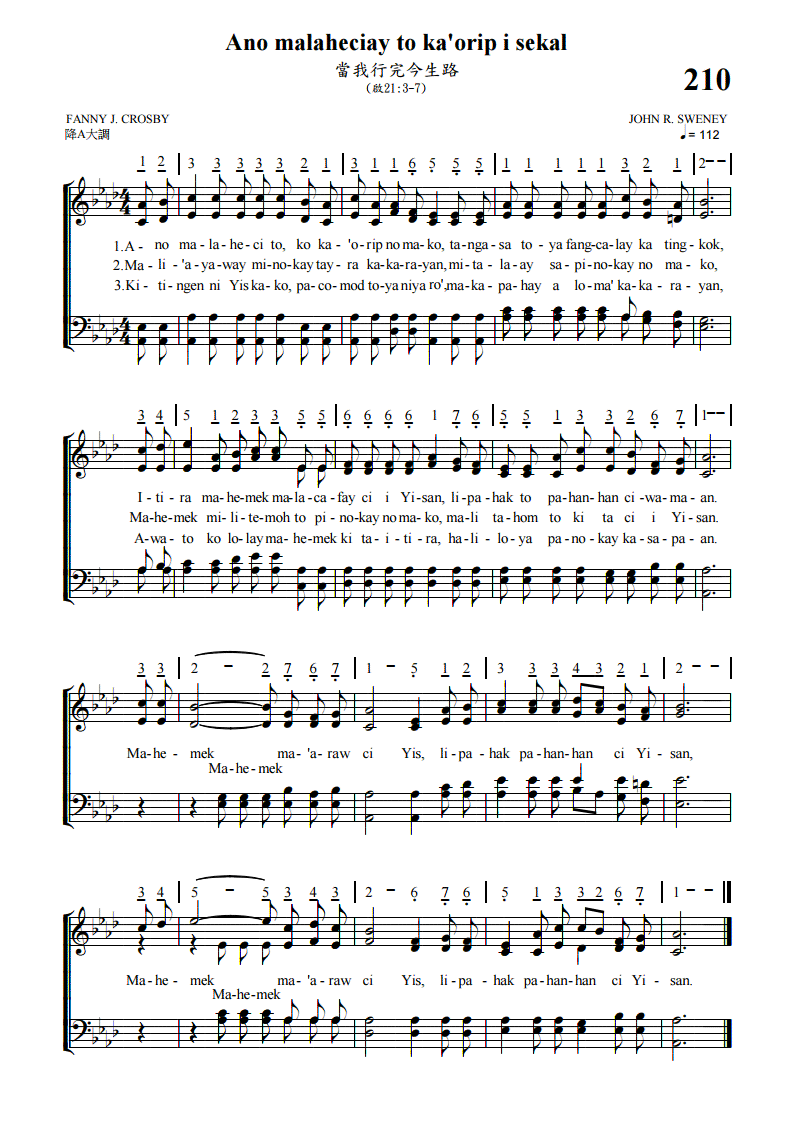 Ano malaheciay to ka'orip i sekal
當我行完今生路
(啟21:3-7)
210
FANNY J. CROSBY
JOHN R. SWENEY
降A大調
♩= 112
1 2 | 3 3 3 3 3 2 1 | 3 1 1 6 5 5 5 | 1 1 1 1 1 3 2 1 | 2--|
1.A - no ma - la - he - ci to, ko ka - 'o - rip no ma - ko, ta - nga - sa to - ya fang - ca - lay ka ting - kok,
2.Ma - li - 'a - ya - way mi - no - kay tay - ra ka - ka - ra - yan, mi - ta - la - ay sa - pi - no - kay no ma - ko,
3.Ki - ti - ngen ni Yis ka - ko, pa - co - mod to - ya ni ya ro', ma - ka - pa - hay a lo - ma' ka - ka - ra - yan,
3 4 | 5 1 2 3 3 5 5 | 6 6 6 6 1 7 6 | 5 5 1 3 3 2 6 7 | 1--|
I - ti - ra ma - he - mek ma - la - ca - fay ci i Yi - san, li - pa - hak to pa - han - han ci - wa - ma - an.
Ma - he - mek mi - li - te - moh to pi - no - kay no ma - ko, ma - li ta - hom to ki ta ci i Yi - san.
A - wa - to ko lo - lay ma - he - mek ki ta - i - ti - ra, ha - li - lo - ya pa - no - kay ka - sa - pa - an.
3 3 | 2 - 2 7 6 7 | 1 - 5 1 2 | 3 3 3 4 3 2 1 | 2 - - |
Ma - he - mek ma - 'a - raw ci Yis, li - pa - hak pa - han - han ci Yi - san,
Ma - he - mek
3 4 | 5 - 5 3 4 3 | 2 - 6 7 6 | 5 1 3 3 2 6 7 | 1 - -
Ma - he - mek ma - 'a - raw ci Yis, li - pa - hak pa - han - han ci Yi - san.
Ma - he - mek